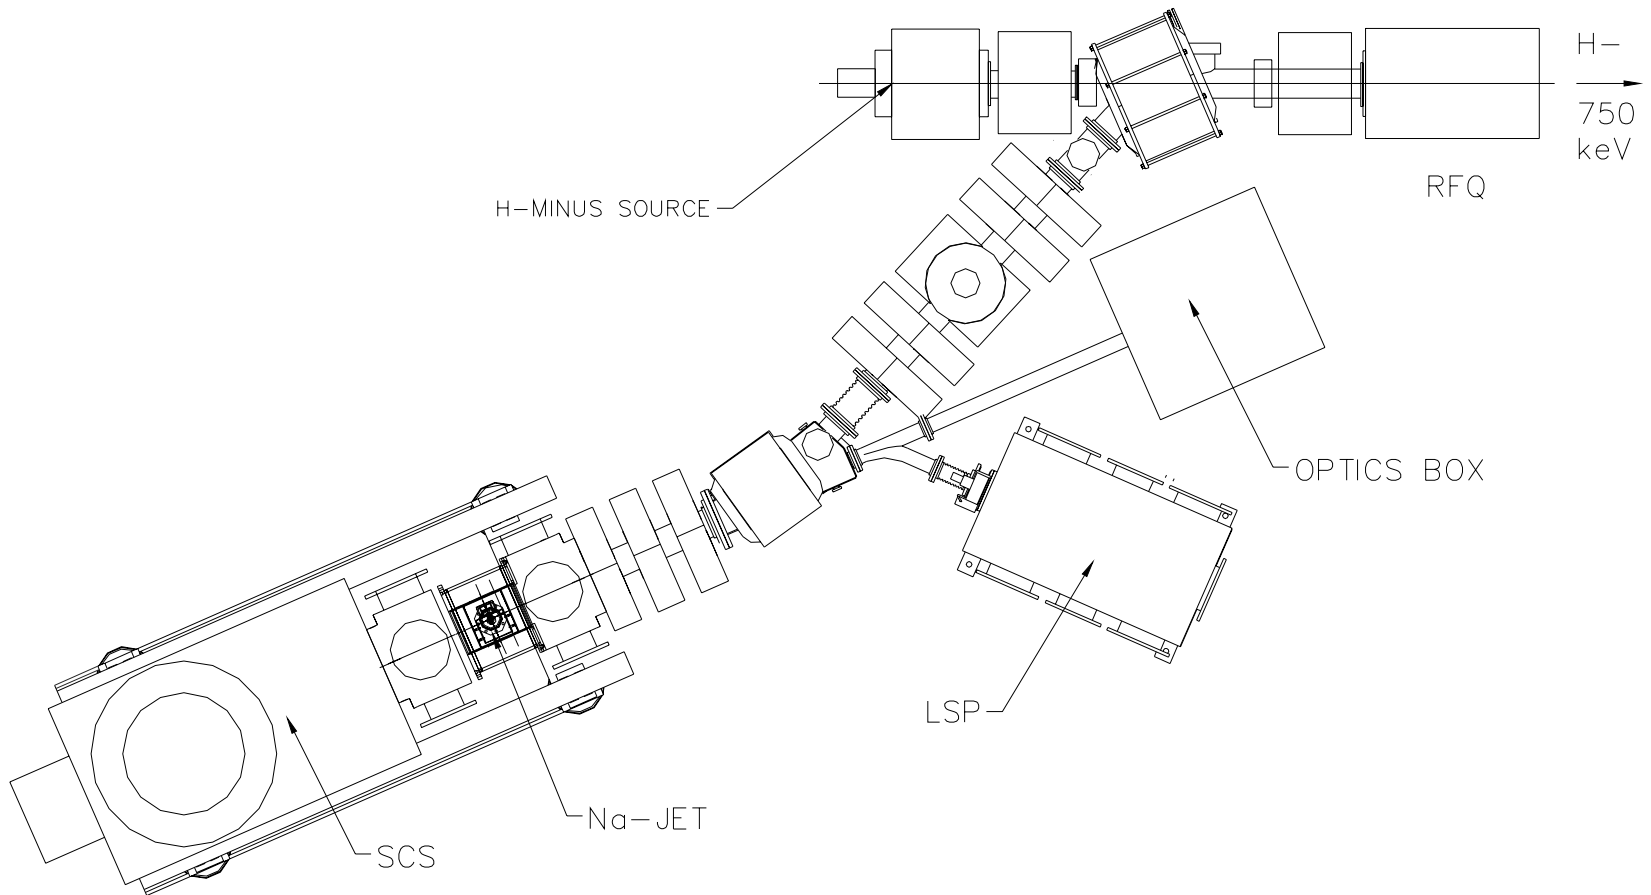 H-
750
keV
RFQ
H-MINUS SOURCE
OPTICS BOX
LSP
Na-JET
SCS